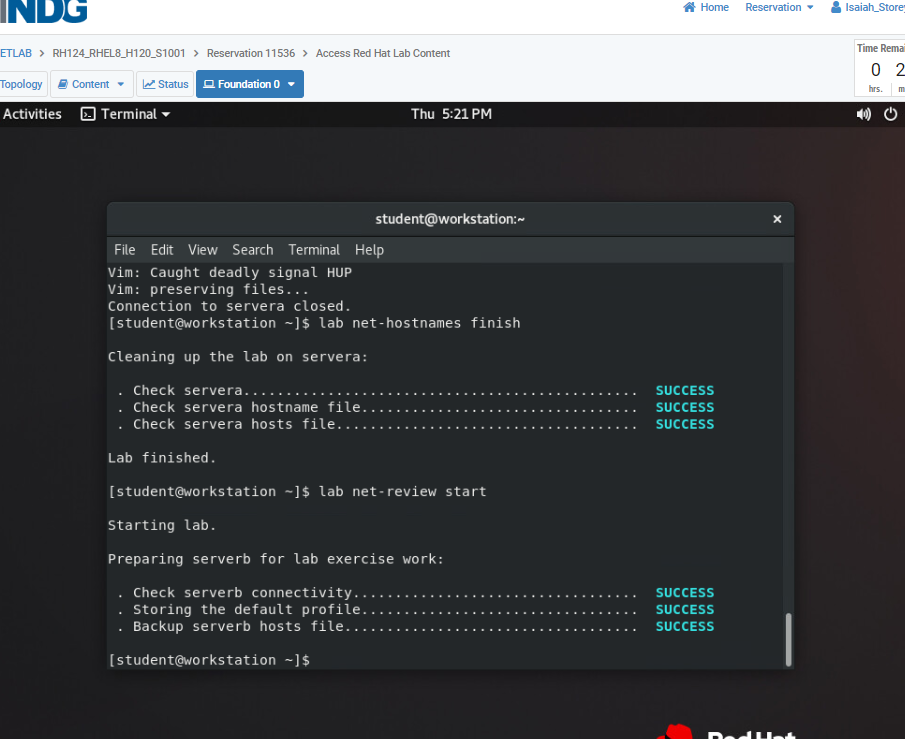 NDG
Home Reservation Isaiah_Store
ETLAB > RH124_RHEL8_H120_S1001 > Reservation 11536 > Access Red Hat Lab Content
Time Remai
0 2
hrs. m
Topology Content Status Foundation 0
Activities Terminal Thu 5:21 PM
student@workstation:~ ×
File Edit View Search Terminal Help
Vim: Caught deadly signal HUP
Vim: preserving files...
Connection to servera closed.
[student@workstation ~]$ lab net-hostnames finish
Cleaning up the lab on servera:
. Check servera............................................... SUCCESS
. Check servera hostname file................................. SUCCESS
. Check servera hosts file.................................... SUCCESS
Lab finished.
[student@workstation ~]$ lab net-review start
Starting lab.
Preparing serverb for lab exercise work:
. Check serverb connectivity.................................. SUCCESS
. Storing the default profile................................. SUCCESS
. Backup serverb hosts file................................... SUCCESS
[student@workstation ~]$
Red Hat